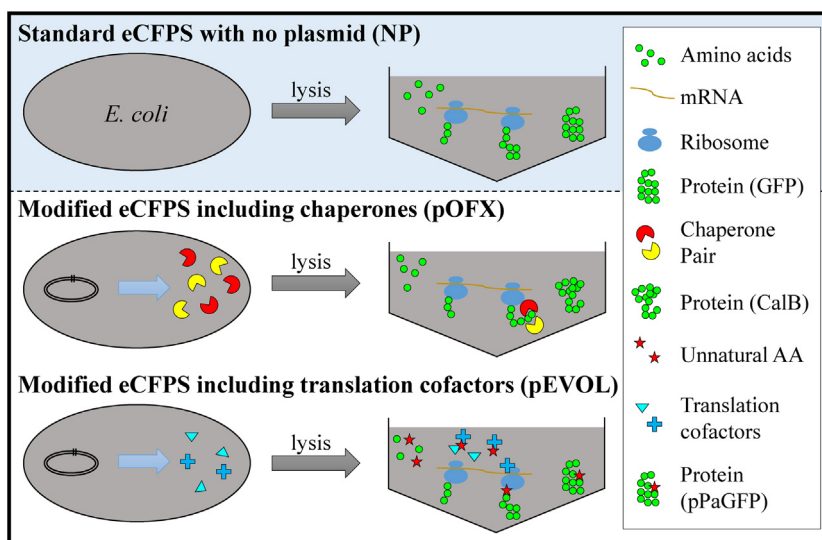 Standard eCFPS with no plasmid (NP)
E. coli
lysis
Modified eCFPS including chaperones (pOFX)
lysis
Modified eCFPS including translation cofactors (pEVOL)
lysis
Amino acids
mRNA
Ribosome
Protein (GFP)
Chaperone
Pair
Protein (CalB)
Unnatural AA
Translation
cofactors
Protein
(pPaGFP)